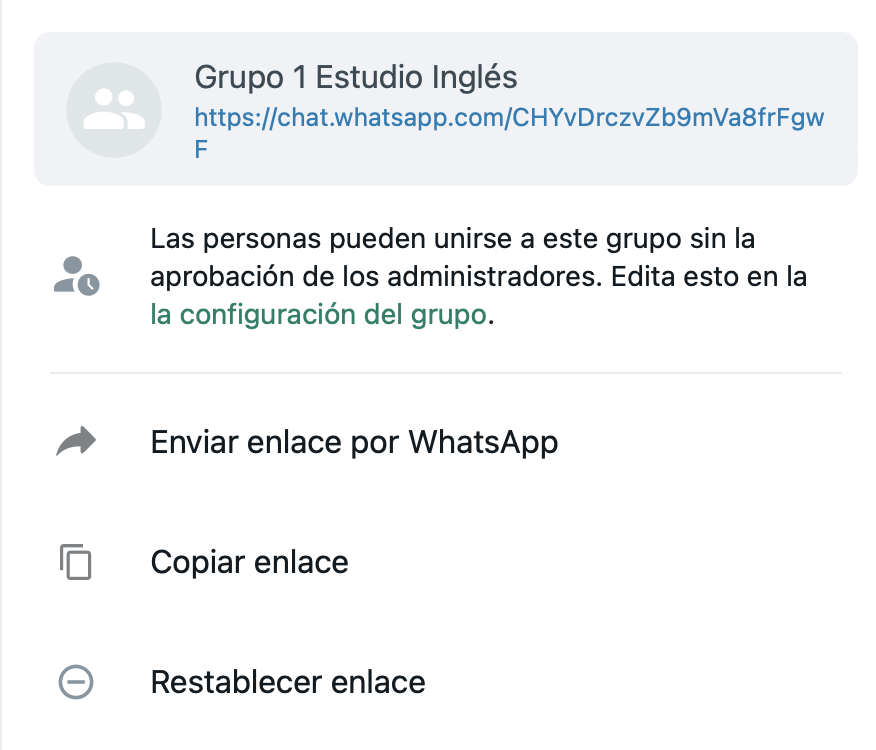 Grupo 1 Estudio Inglés
https://chat.whatsapp.com/CHYvDrczvZb9mVa8frFgw
F
Las personas pueden unirse a este grupo sin la
aprobación de los administradores. Edita esto en la
la configuración del grupo.
Enviar enlace por WhatsApp
Copiar enlace
Restablecer enlace